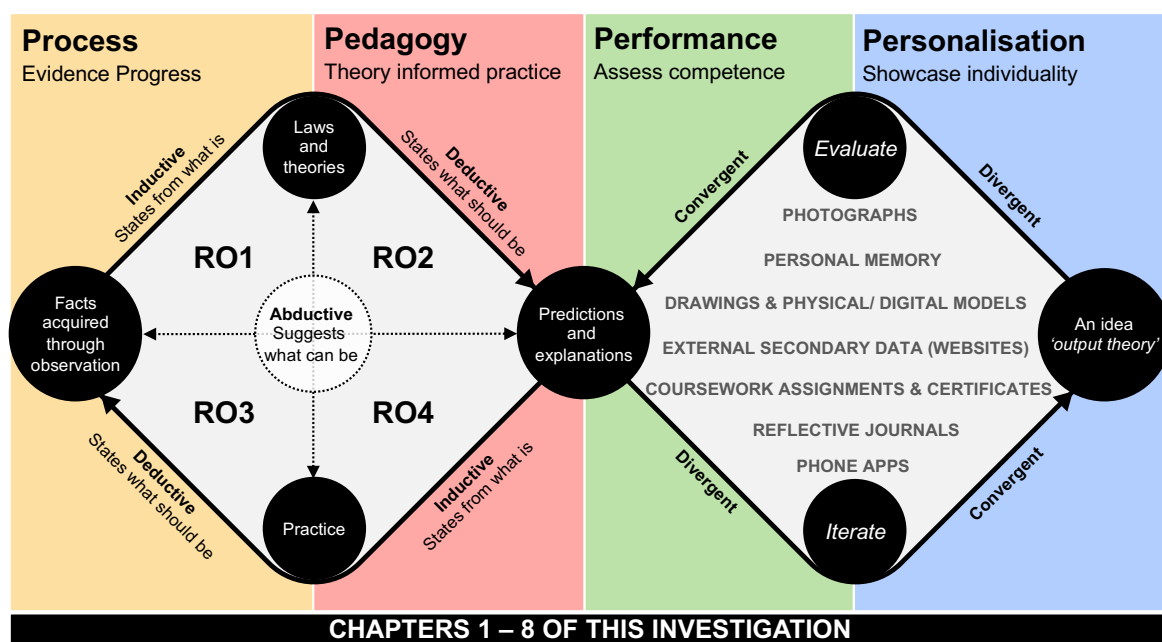 Process
Evidence Progress
Pedagogy
Theory informed practice
Performance
Assess competence
Personalisation
Showcase individuality
Inductive
States from what is
Laws
and
theories
Deductive
States what should be
RO1
RO2
Facts
acquired
through
observation
Abductive
Suggests
what can be
Predictions
and
explanations
RO3
RO4
Deductive
States what should be
Practice
Inductive
States from what is
Convergent
Evaluate
Divergent
PHOTOGRAPHS
PERSONAL MEMORY
DRAWINGS & PHYSICAL/ DIGITAL MODELS
EXTERNAL SECONDARY DATA (WEBSITES)
COURSEWORK ASSIGNMENTS & CERTIFICATES
REFLECTIVE JOURNALS
PHONE APPS
An idea
‘output theory’
Divergent
Iterate
Convergent
CHAPTERS 1 – 8 OF THIS INVESTIGATION